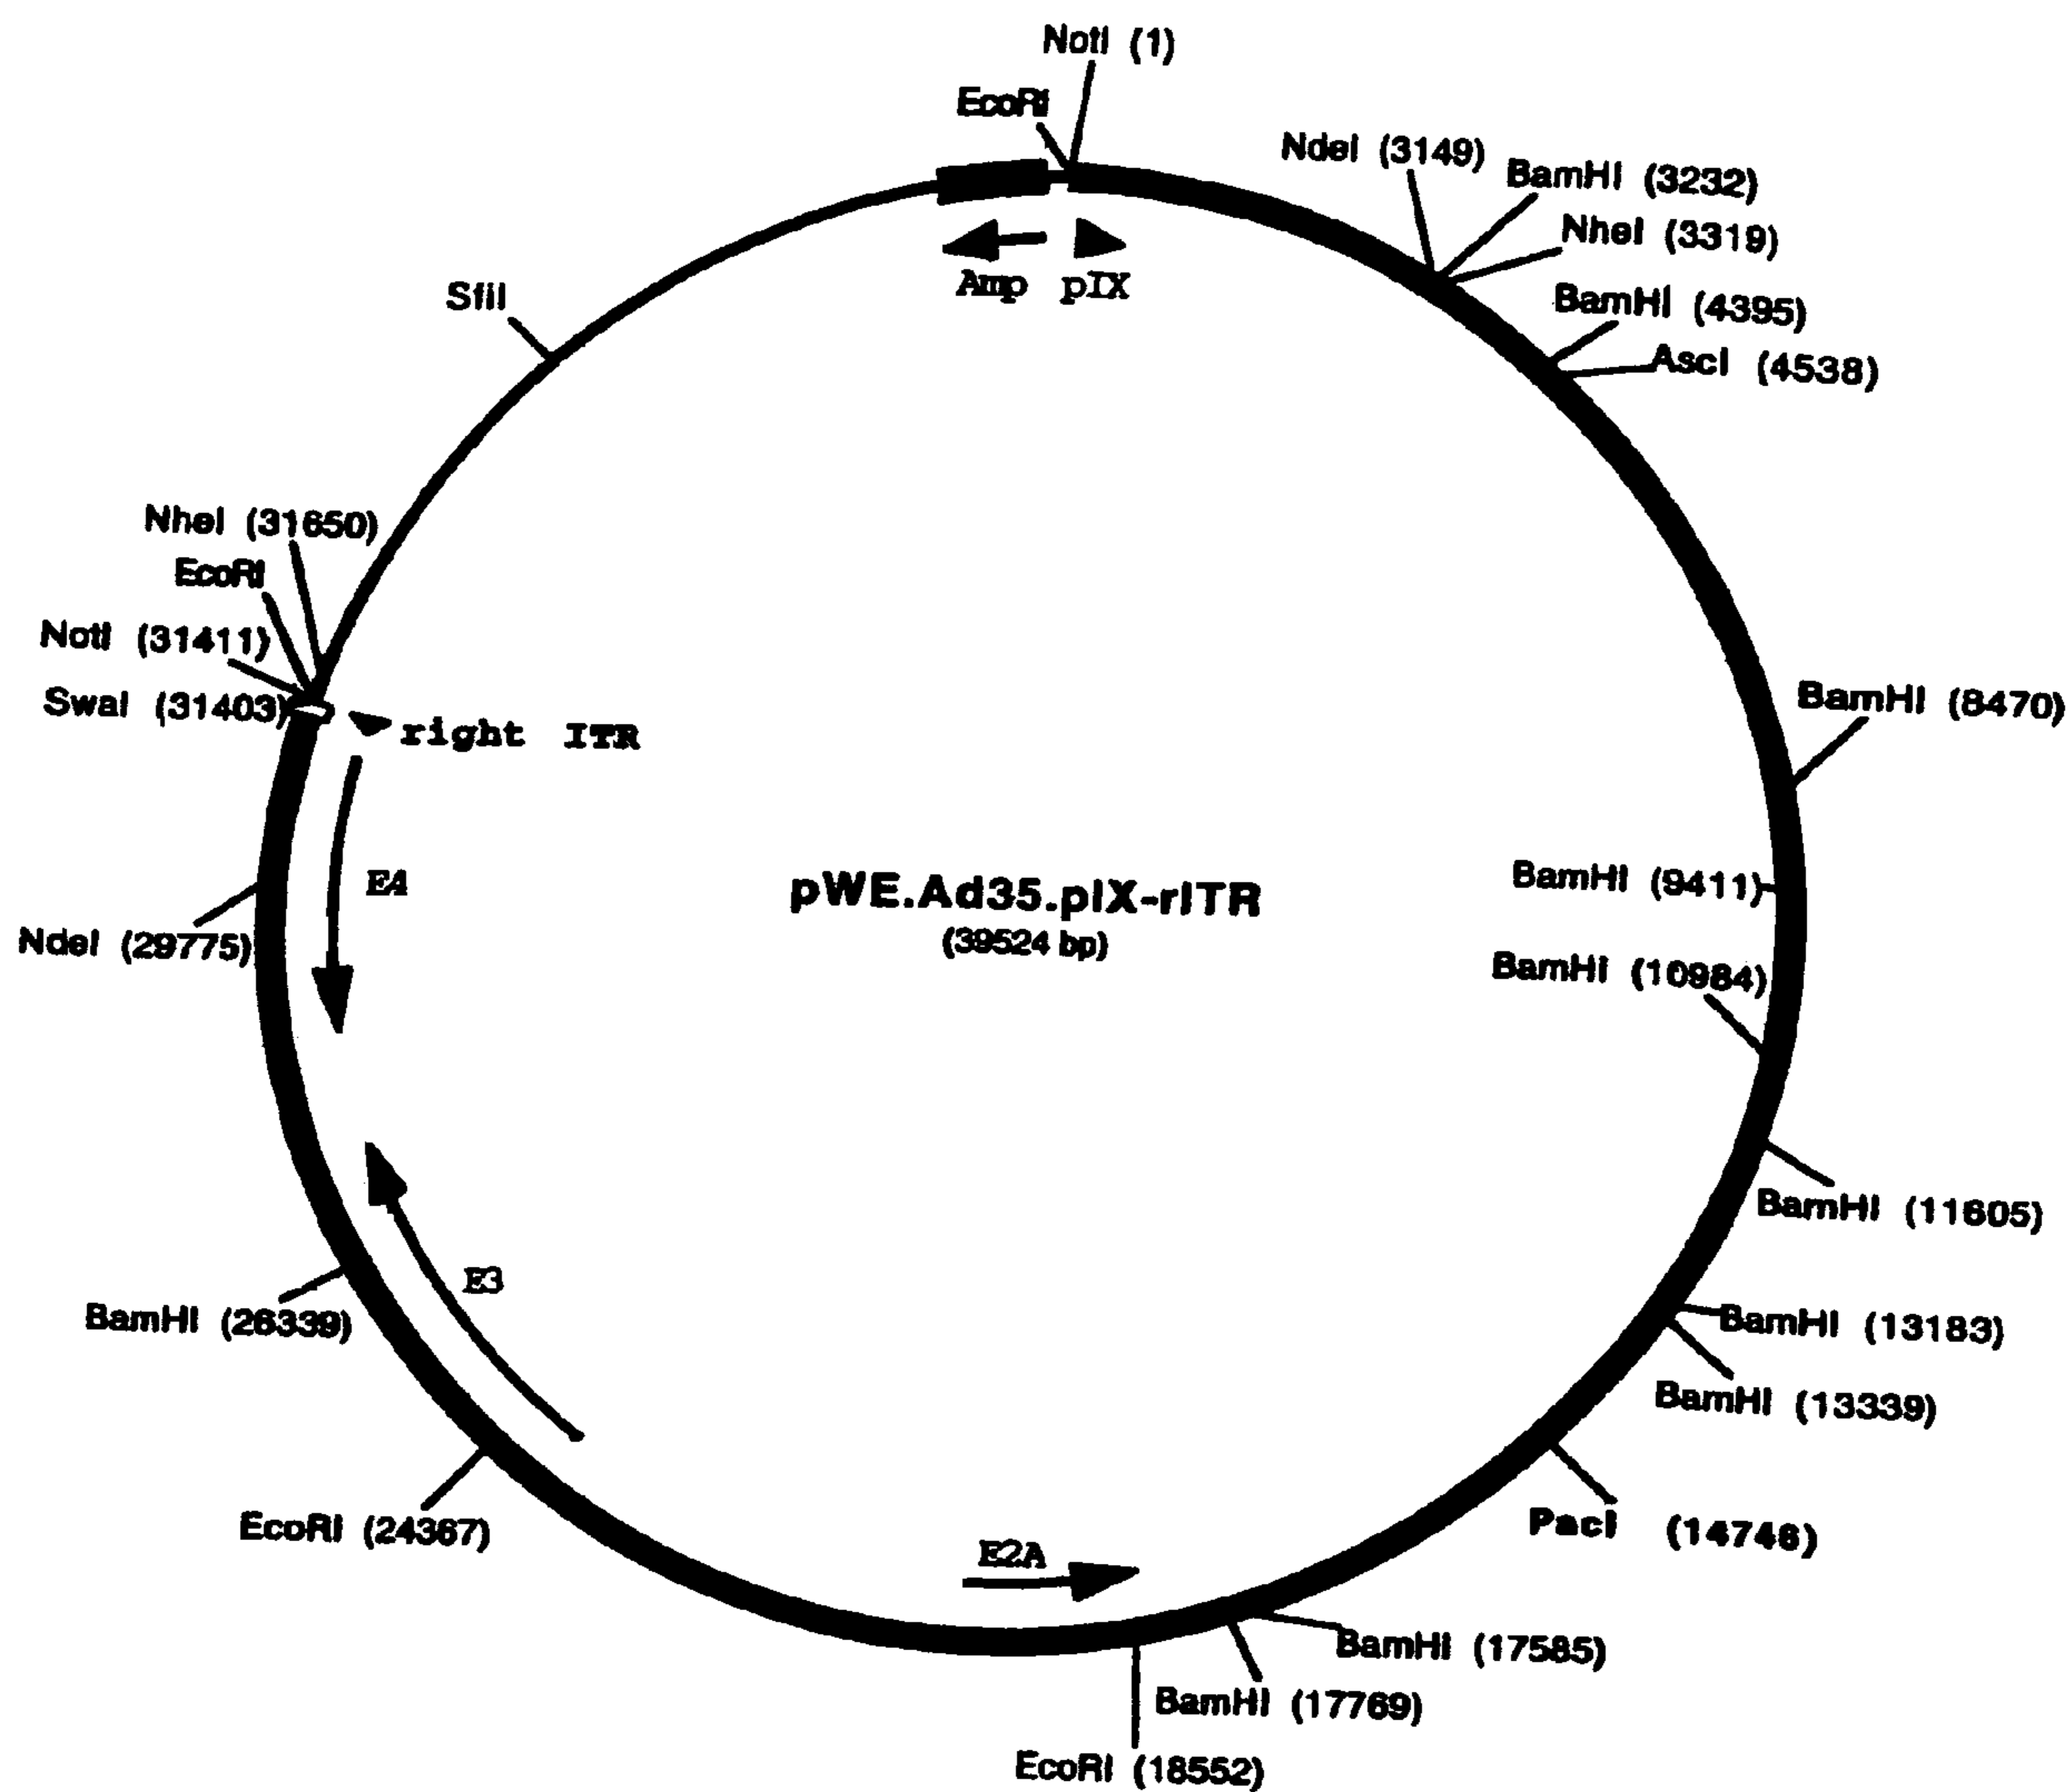 NotI (1)
EcoRI
NdeI (3149)
BamHI (3232)
NheI (3319)
BamHI (4395)
AscI (4538)
Amp pIX
SfiI
NheI (31650)
EcoRI
NotI (31411)
SwaI (31403)
right ITR
BamHI (8470)
E4
pWE.Ad35.pIX-rITR
(39524 bp)
BamHI (9411)
NdeI (29775)
BamHI (10984)
BamHI (11605)
E3
BamHI (26339)
BamHI (13183)
BamHI (13339)
EcoRI (24367)
PacI (14746)
E2A
BamHI (17585)
BamHI (17769)
EcoRI (18552)